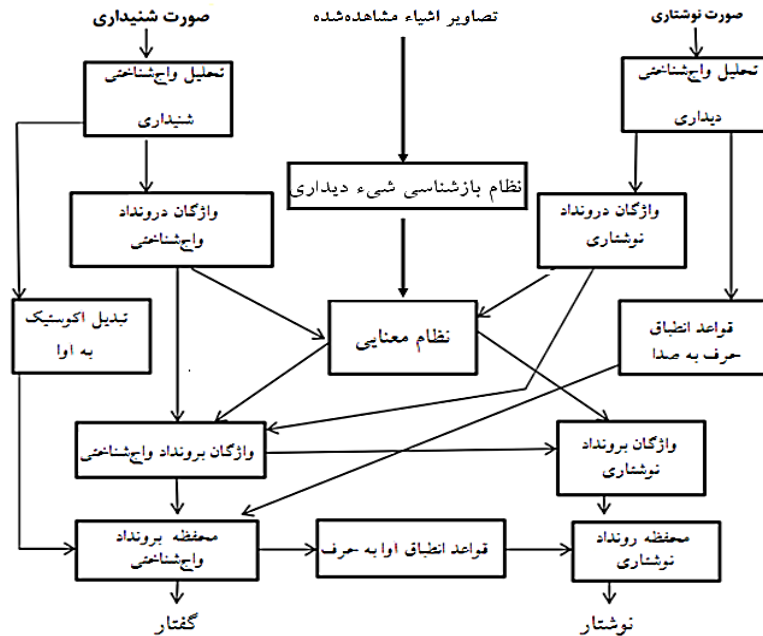 صورت نوشتاری
تصاویر اشیاء مشاهده‌شده
صورت شنیداری
تحلیل واج‌شناختی
دیداری
تحلیل واج‌شناختی
شنیداری
نظام بازشناسی شیء دیداری
واژگان درونداد
نوشتاری
واژگان درونداد
واج‌شناختی
قواعد انطباق
حرف به صدا
نظام معنایی
تبدیل اکوستیک
به اوا
واژگان برونداد
نوشتاری
واژگان برونداد واج‌شناختی
محفظه روندا‌د
نوشتاری
قواعد انطباق اوا به حرف
محفظه برونداد
واج‌شناختی
نوشتار
گفتار